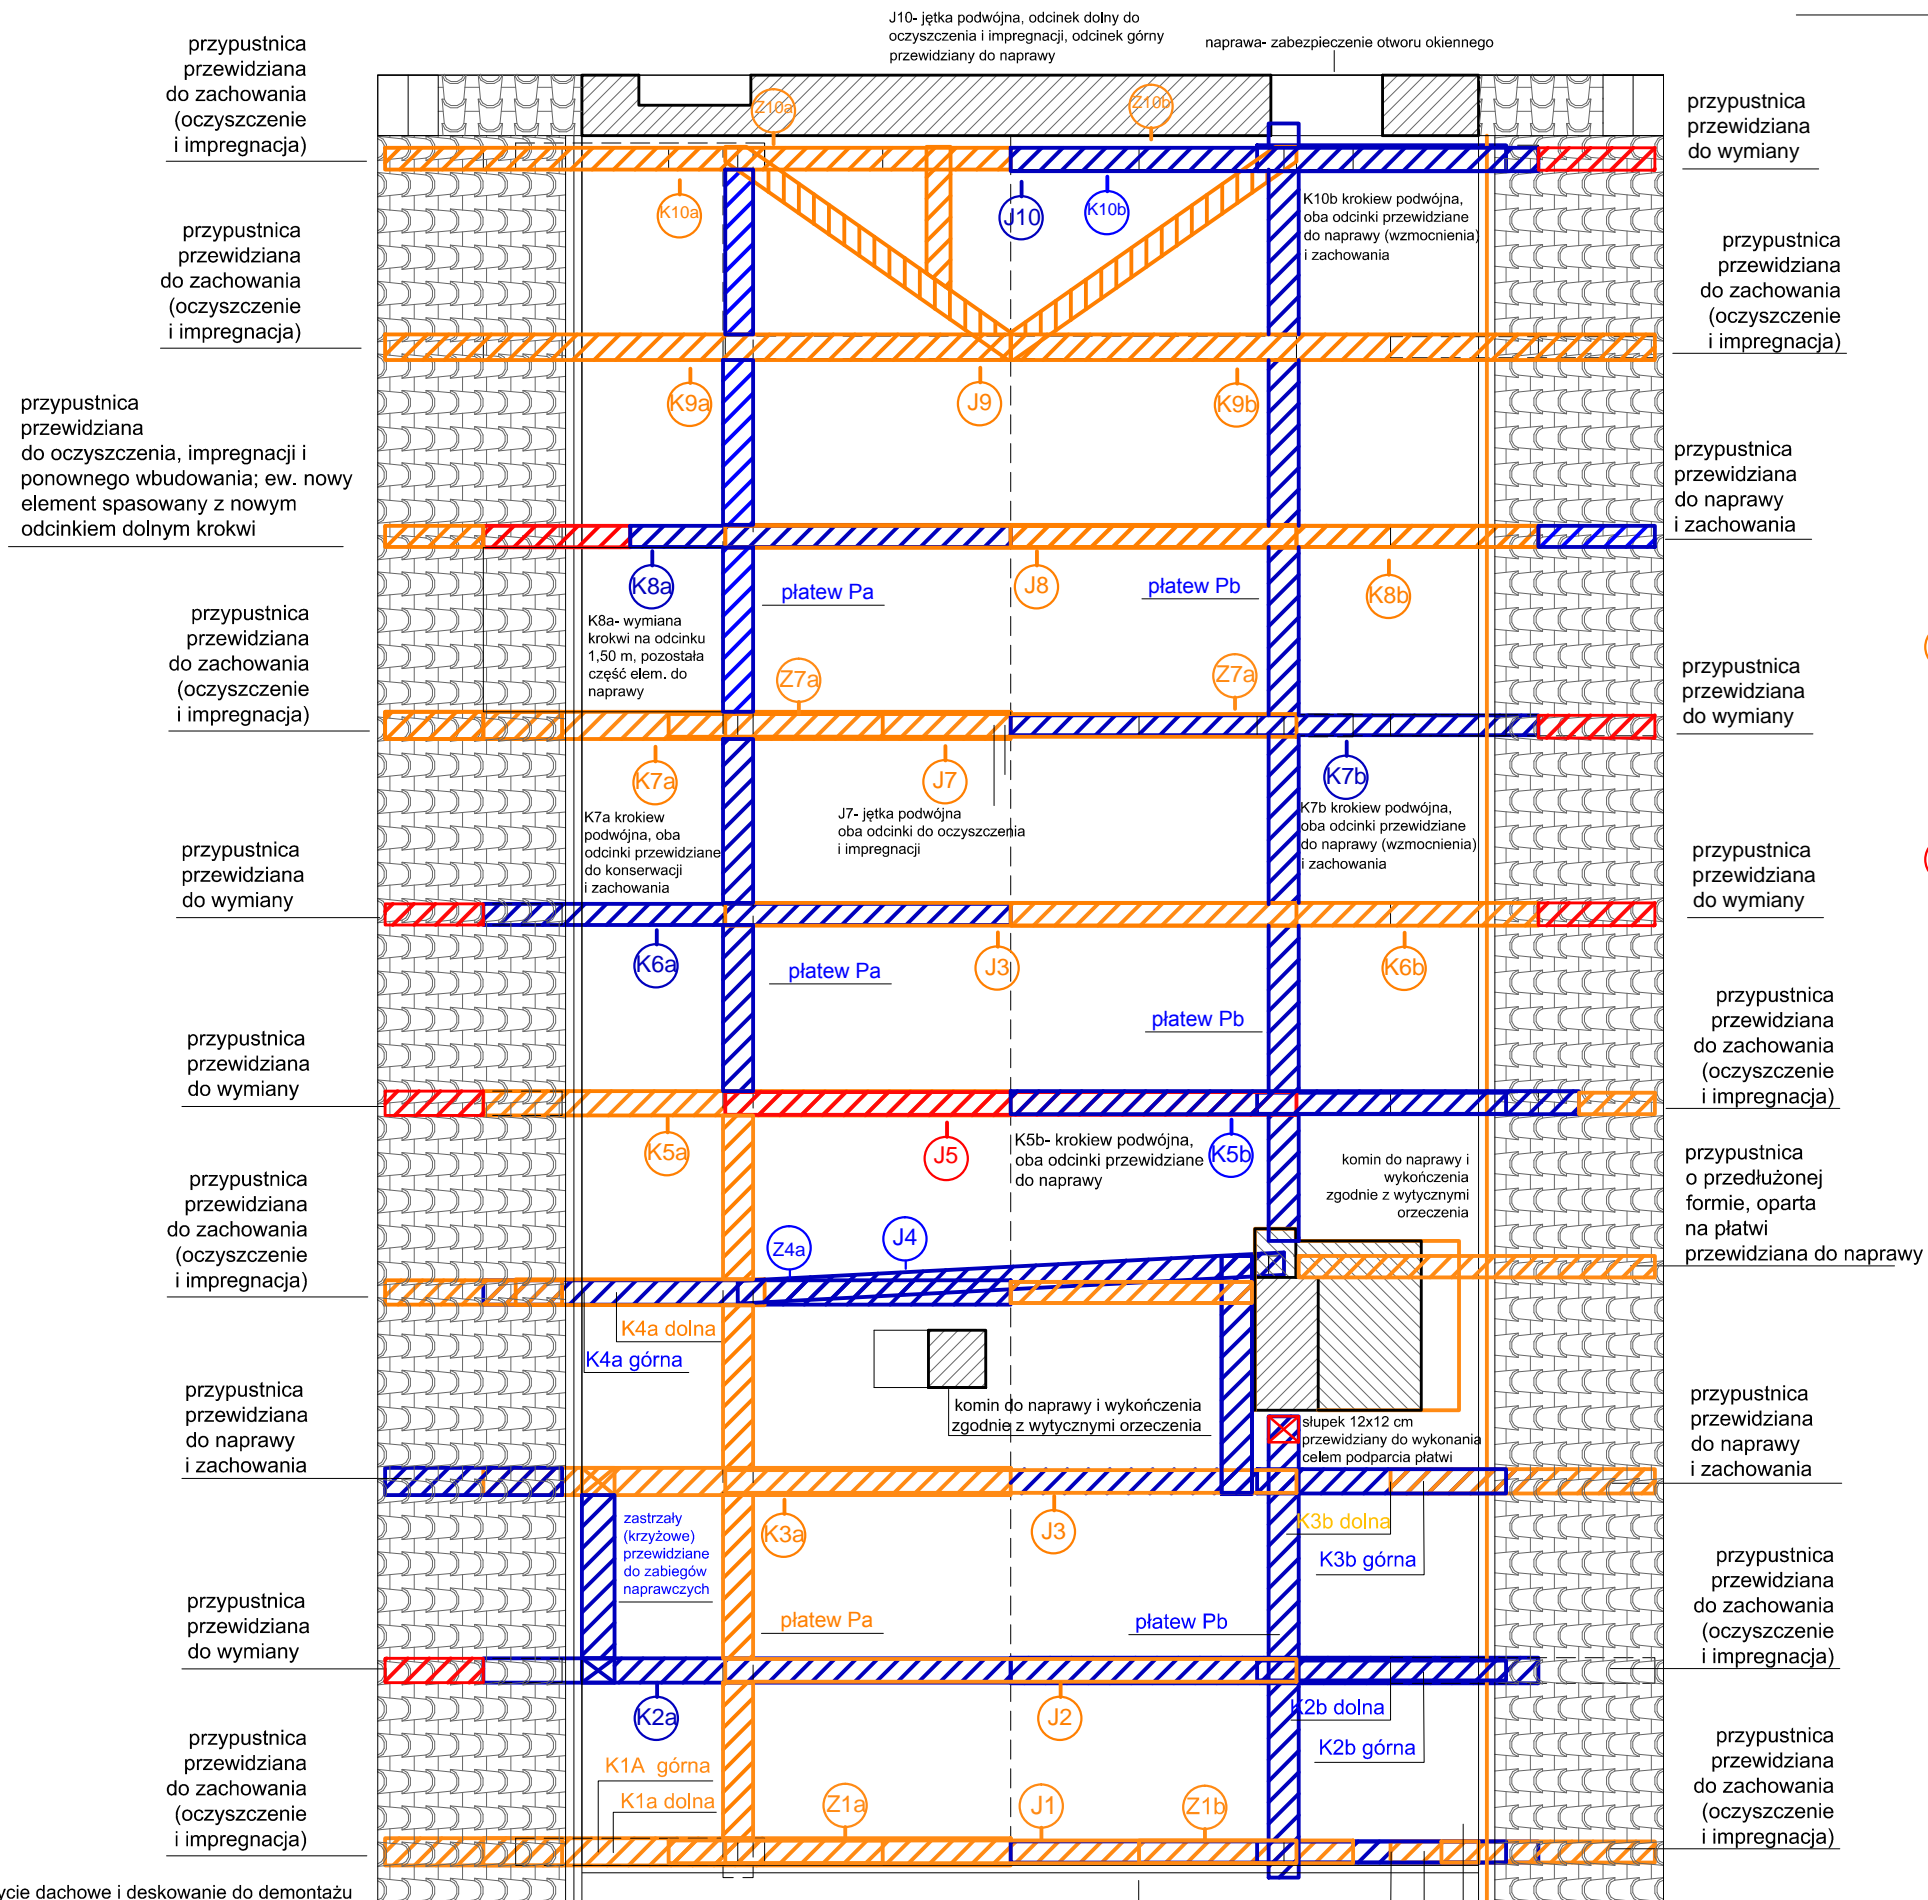 J10- jętka podwójna, odcinek dolny do
oczyszczenia i impregnacji, odcinek górny
przewidziany do naprawy
naprawa- zabezpieczenie otworu okiennego
przypustnica
przewidziana
do zachowania
(oczyszczenie
i impregnacja)
Z10a
Z10b
przypustnica
przewidziana
do wymiany
K10a
J10
K10b
K10b krokiew podwójna,
oba odcinki przewidziane
do naprawy (wzmocnienia)
i zachowania
przypustnica
przewidziana
do zachowania
(oczyszczenie
i impregnacja)
przypustnica
przewidziana
do zachowania
(oczyszczenie
i impregnacja)
K9a
J9
K9b
przypustnica
przewidziana
do oczyszczenia, impregnacji i
ponownego wbudowania; ew. nowy
element spasowany z nowym
odcinkiem dolnym krokwi
przypustnica
przewidziana
do naprawy
i zachowania
K8a
płatew Pa
J8
płatew Pb
K8b
K8a- wymiana
krokwi na odcinku
1,50 m, pozostała
część elem. do
naprawy
przypustnica
przewidziana
do zachowania
(oczyszczenie
i impregnacja)
Z7a
Z7a
przypustnica
przewidziana
do wymiany
K7a
J7
K7b
K7a krokiew
podwójna, oba
odcinki przewidziane
do konserwacji
i zachowania
J7- jętka podwójna
oba odcinki do oczyszczenia
i impregnacji
K7b krokiew podwójna,
oba odcinki przewidziane
do naprawy (wzmocnienia)
i zachowania
przypustnica
przewidziana
do wymiany
przypustnica
przewidziana
do wymiany
K6a
płatew Pa
J3
K6b
płatew Pb
przypustnica
przewidziana
do zachowania
(oczyszczenie
i impregnacja)
przypustnica
przewidziana
do wymiany
K5a
J5
K5b- krokiew podwójna,
oba odcinki przewidziane
do naprawy
K5b
komin do naprawy i
wykończenia
zgodnie z wytycznymi
orzeczenia
przypustnica
o przedłużonej
formie, oparta
na płatwi
przewidziana do naprawy
przypustnica
przewidziana
do zachowania
(oczyszczenie
i impregnacja)
Z4a
J4
K4a dolna
K4a górna
komin do naprawy i wykończenia
zgodnie z wytycznymi orzeczenia
słupek 12x12 cm
przewidziany do wykonania
celem podparcia płatwi
przypustnica
przewidziana
do naprawy
i zachowania
przypustnica
przewidziana
do naprawy
i zachowania
K3a
J3
K3b dolna
K3b górna
zastrzały
(krzyżowe)
przewidziane
do zabiegów
naprawczych
płatew Pa
płatew Pb
przypustnica
przewidziana
do wymiany
przypustnica
przewidziana
do zachowania
(oczyszczenie
i impregnacja)
K2a
J2
K2b dolna
K2b górna
przypustnica
przewidziana
do zachowania
(oczyszczenie
i impregnacja)
K1A górna
K1a dolna
Z1a
J1
Z1b
przypustnica
przewidziana
do zachowania
(oczyszczenie
i impregnacja)
ycie dachowe i deskowanie do demontażu